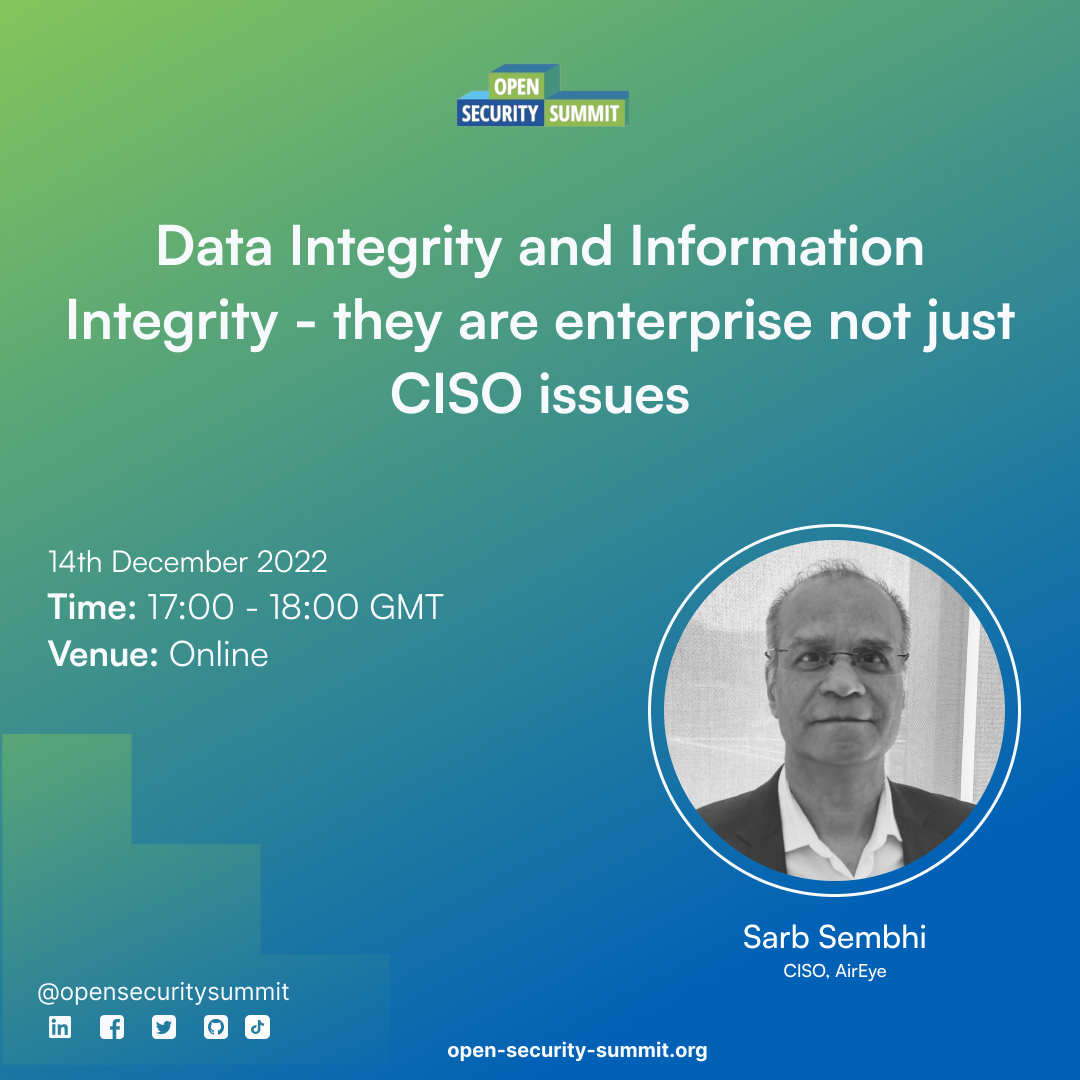 OPEN
SECURITY SUMMIT
Data Integrity and Information
Integrity - they are enterprise not just
CISO issues
14th December 2022
Time: 17:00 - 18:00 GMT
Venue: Online
Sarb Sembhi
CISO, AirEye
@opensecuritysummit
in
open-security-summit.org